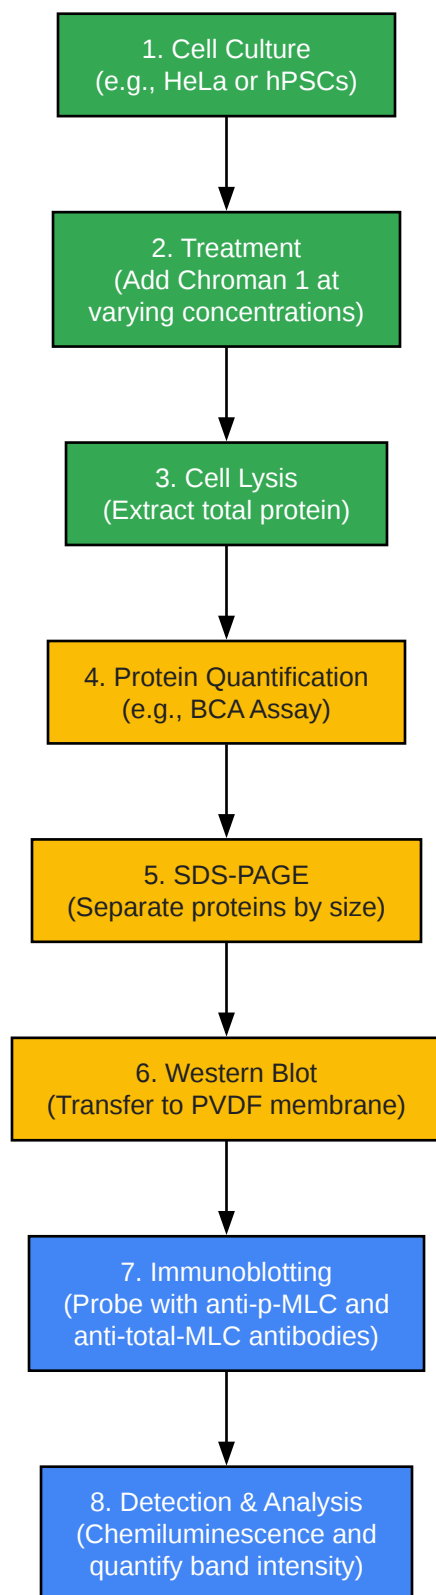 1. Cell Culture
(e.g., HeLa or hPSCs)
2. Treatment
(Add Chroman 1 at
varying concentrations)
3. Cell Lysis
(Extract total protein)
4. Protein Quantification
(e.g., BCA Assay)
5. SDS-PAGE
(Separate proteins by size)
6. Western Blot
(Transfer to PVDF membrane)
7. Immunoblotting
(Probe with anti-p-MLC and
anti-total-MLC antibodies)
8. Detection & Analysis
(Chemiluminescence and
quantify band intensity)